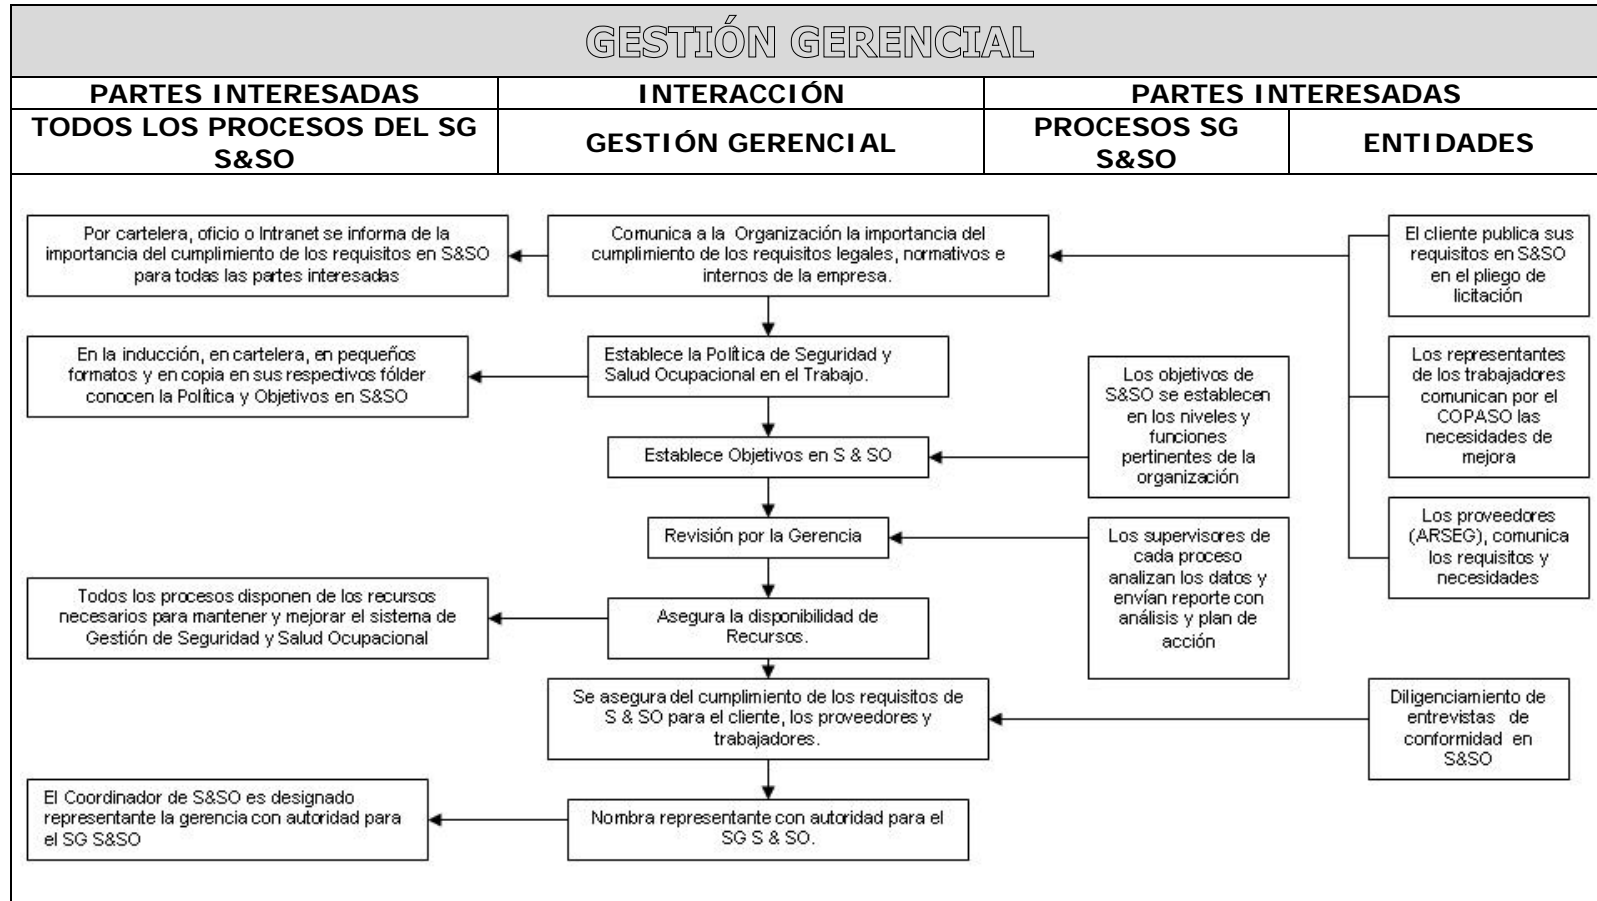 GESTIÓN GERENCIAL
PARTES INTERESADAS
INTERACCIÓN
PARTES INTERESADAS
TODOS LOS PROCESOS DEL SG
S&SO
GESTIÓN GERENCIAL
PROCESOS SG
S&SO
ENTIDADES
Por cartelera, oficio o Intranet se informa de la
importancia del cumplimiento de los requisitos en S&SO
para todas las partes interesadas
Comunica a la Organización la importancia del
cumplimiento de los requisitos legales, normativos e
internos de la empresa.
El cliente publica sus
requisitos en S&SO
en el pliego de
licitación
En la inducción, en cartelera, en pequeños
formatos y en copia en sus respectivos fólder
conocen la Política y Objetivos en S&SO
Establece la Política de Seguridad y
Salud Ocupacional en el Trabajo.
Los objetivos de
S&SO se establecen
en los niveles y
funciones
pertinentes de la
organización
Los representantes
de los trabajadores
comunican por el
COPASO las
necesidades de
mejora
Establece Objetivos en S & SO
Revisión por la Gerencia
Los supervisores de
cada proceso
analizan los datos y
envían reporte con
análisis y plan de
acción
Los proveedores
(ARSEG), comunica
los requisitos y
necesidades
Todos los procesos disponen de los recursos
necesarios para mantener y mejorar el sistema de
Gestión de Seguridad y Salud Ocupacional
Asegura la disponibilidad de
Recursos.
Se asegura del cumplimiento de los requisitos de
S & SO para el cliente, los proveedores y
trabajadores.
Diligenciamiento de
entrevistas de
conformidad en
S&SO
El Coordinador de S&SO es designado
representante la gerencia con autoridad para
el SG S&SO
Nombra representante con autoridad para el
SG S & SO.